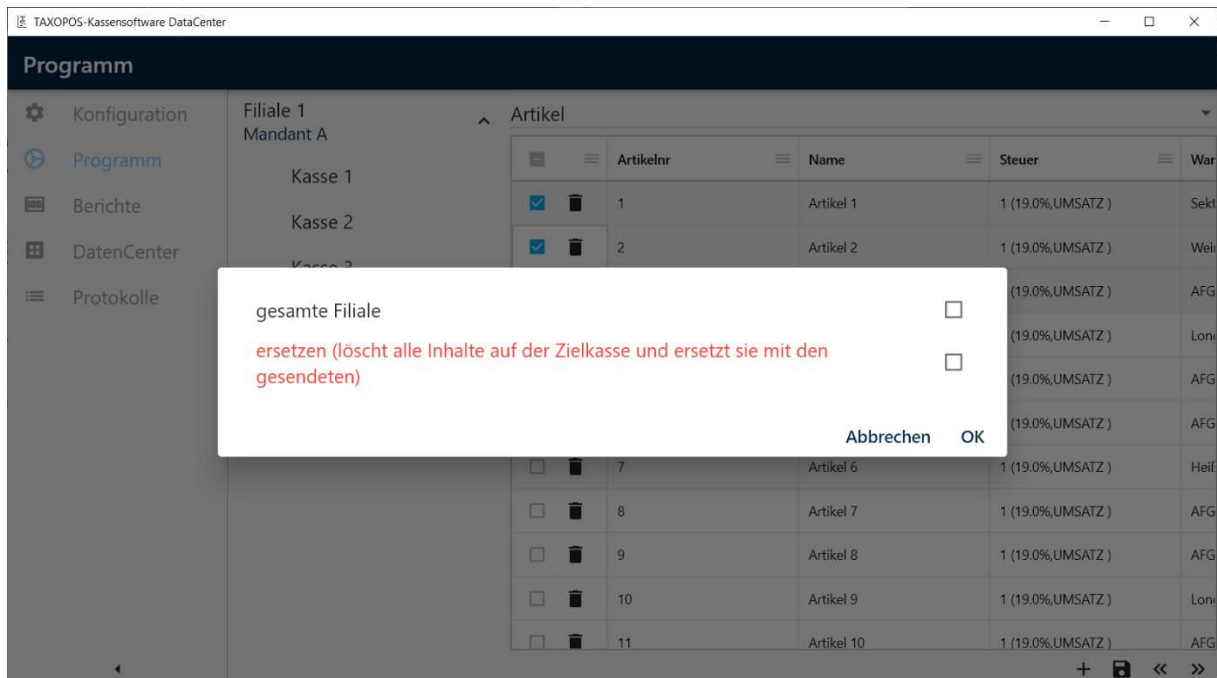 TAXOPOS-Kassensoftware DataCenter
Programm
Konfiguration
Programm
Berichte
DatenCenter
Protokolle
Filiale 1
Mandant A
Kasse 1
Kasse 2
Artikel
Artikelnr Name Steuer War
1 Artikel 1 1 (19.0%,UMSATZ ) Sekt
2 Artikel 2 1 (19.0%,UMSATZ ) Wei
(19.0%,UMSATZ ) AFG
(19.0%,UMSATZ ) Long
(19.0%,UMSATZ ) AFG
(19.0%,UMSATZ ) AFG
gesamte Filiale
ersetzen (löscht alle Inhalte auf der Zielkasse und ersetzt sie mit den
gesendeten)
Abbrechen OK
7 Artikel 6 1 (19.0%,UMSATZ ) Heiß
8 Artikel 7 1 (19.0%,UMSATZ ) AFG
9 Artikel 8 1 (19.0%,UMSATZ ) AFG
10 Artikel 9 1 (19.0%,UMSATZ ) Long
11 Artikel 10 1 (19.0%,UMSATZ ) AFG